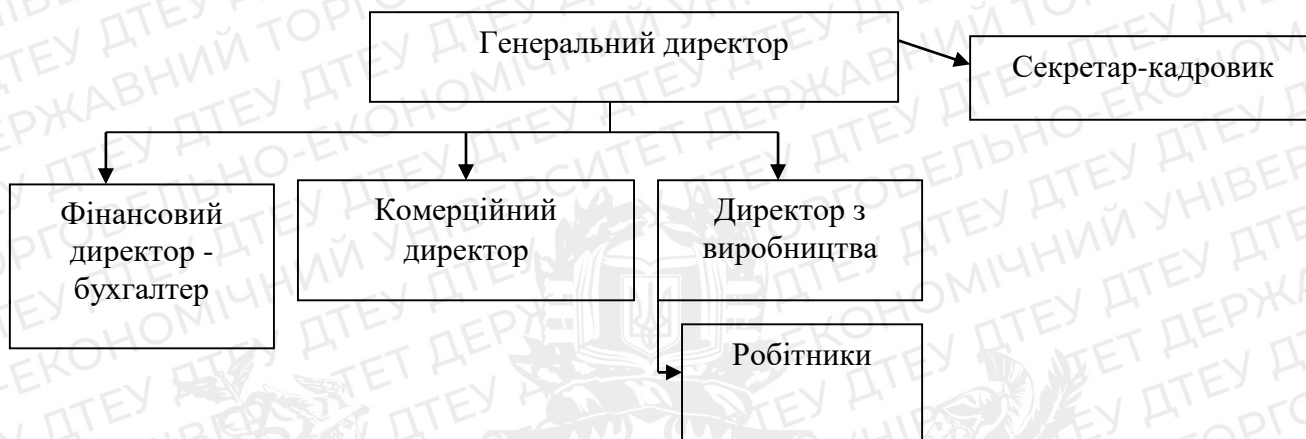 Генеральний директор
Секретар-кадровик
Фінансовий
директор -
бухгалтер
Комерційний
директор
Директор з
виробництва
Робітники